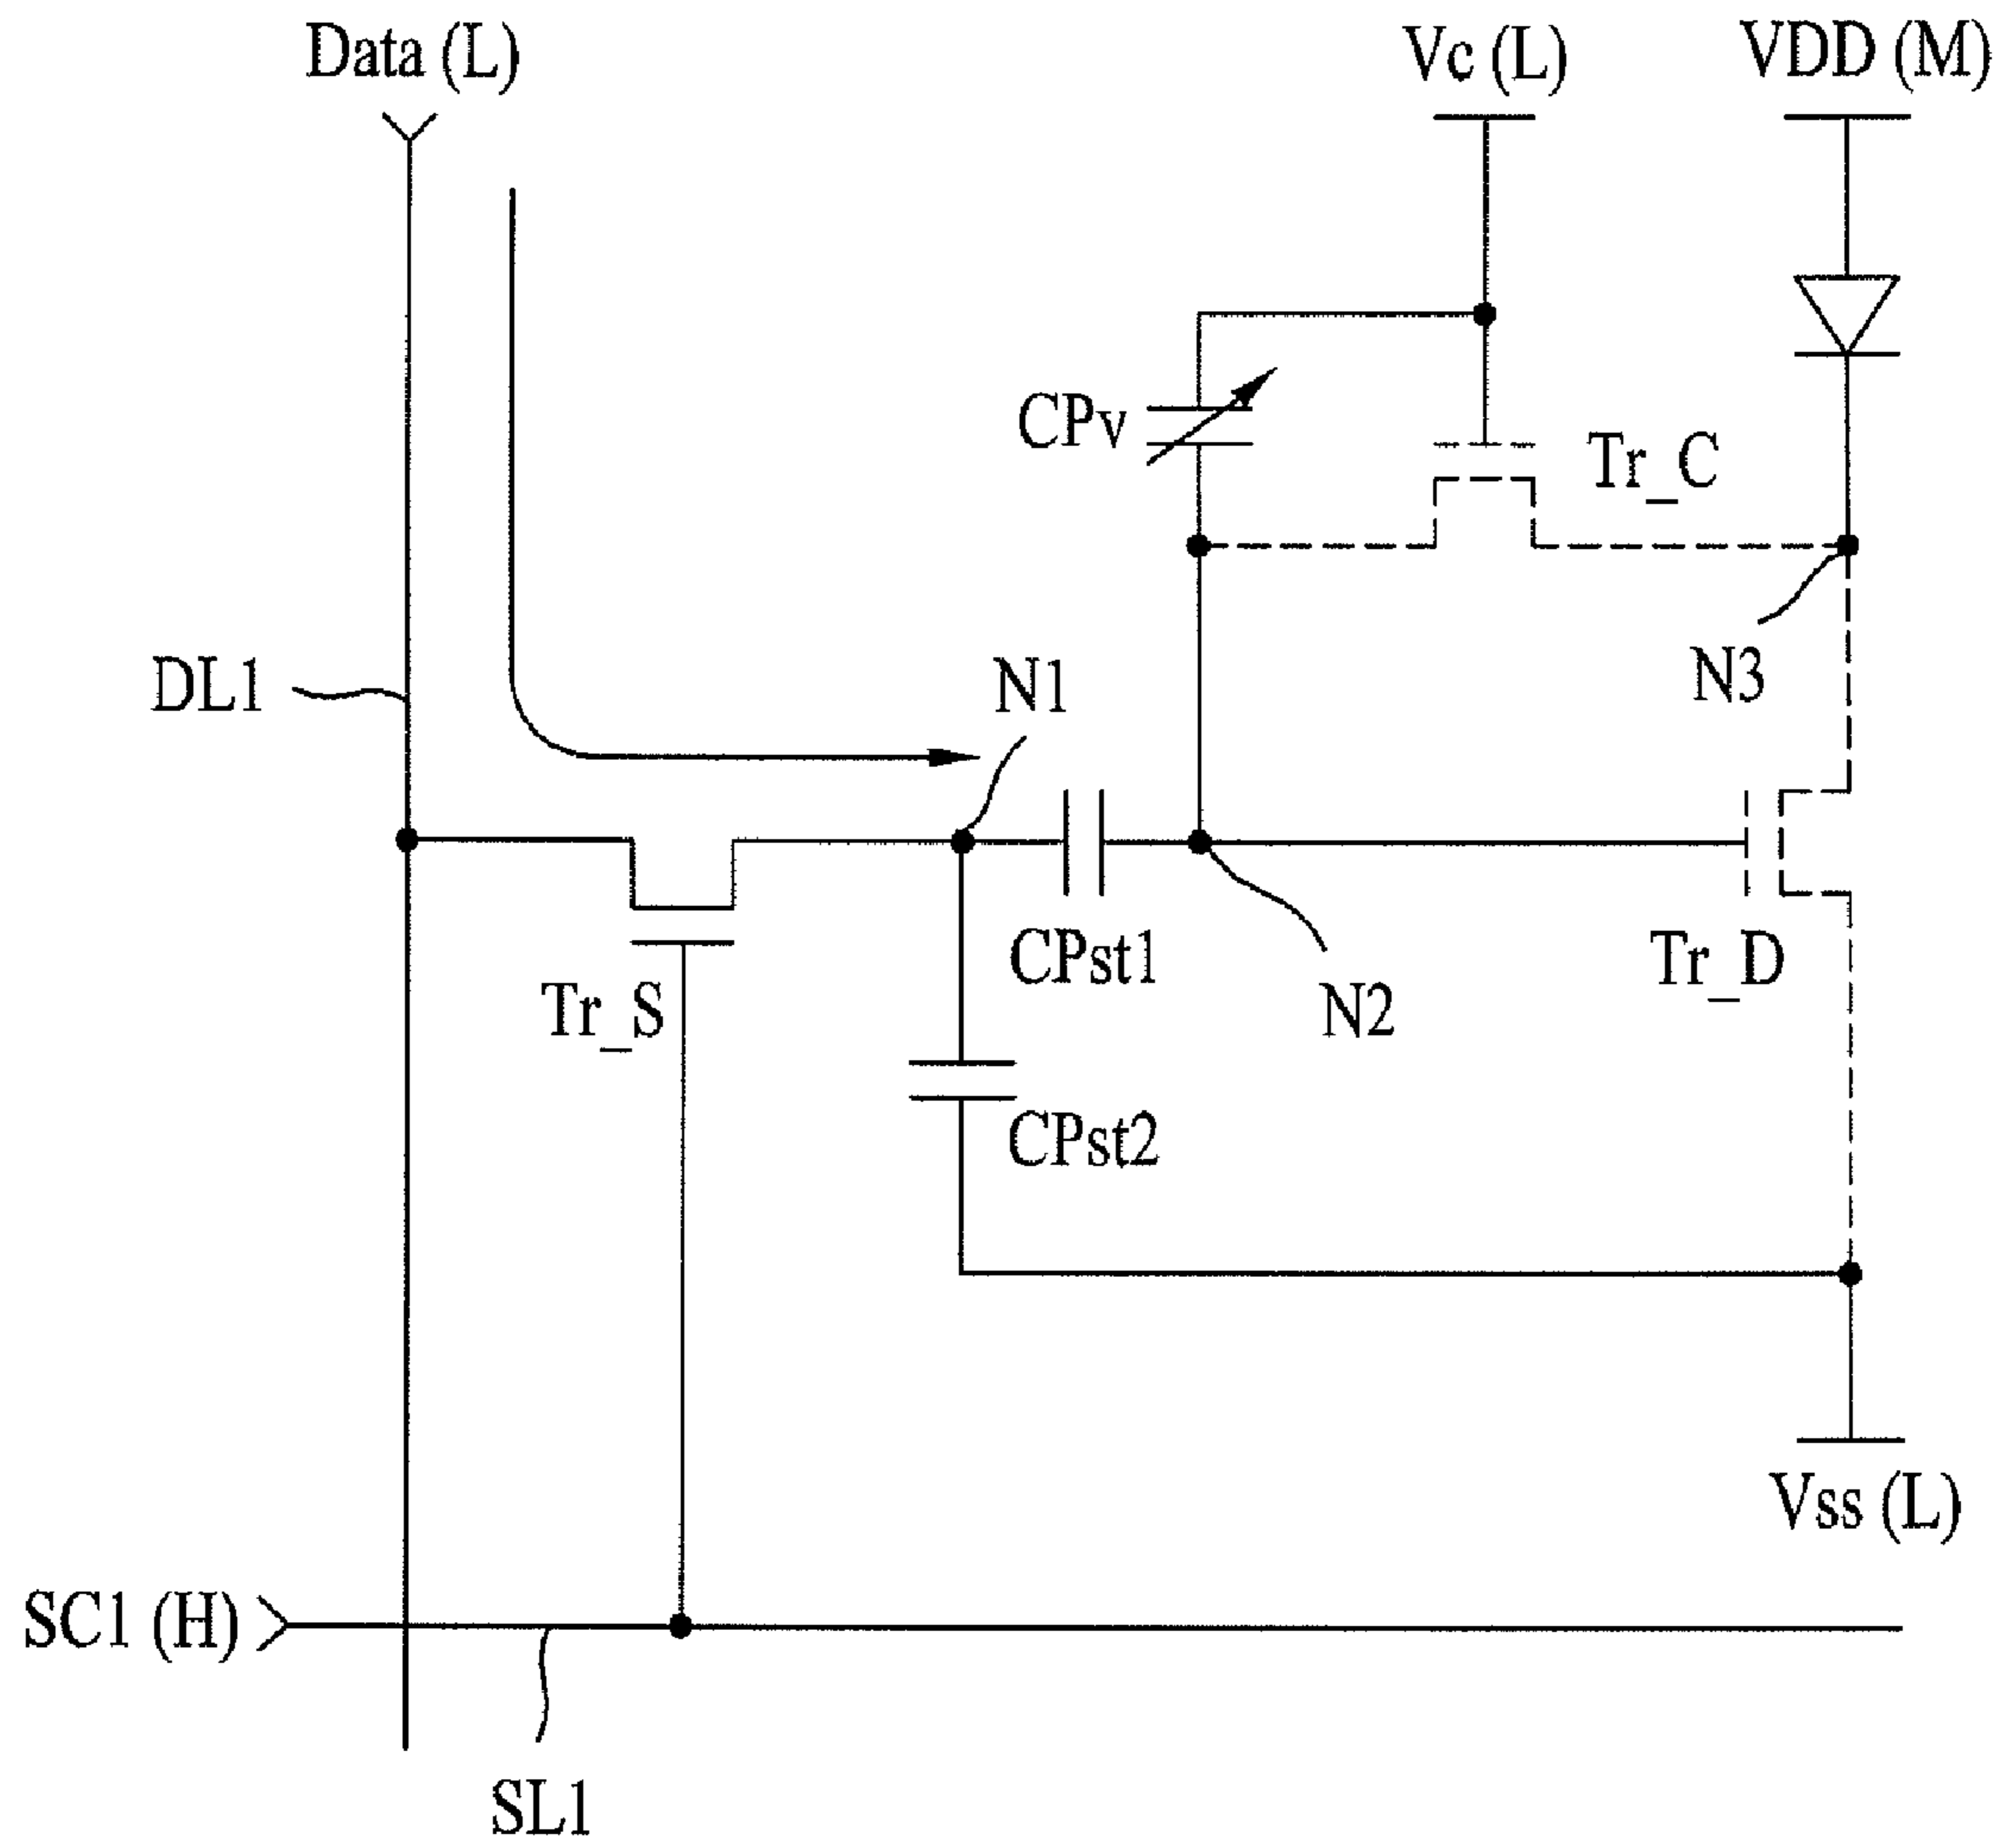 Data (L)
Vc (L)
VDD (M)
CPv
Tr_C
DL1
N1
N3
CPst1
Tr_D
Tr_S
N2
CPst2
Vss (L)
SC1 (H)
SL1